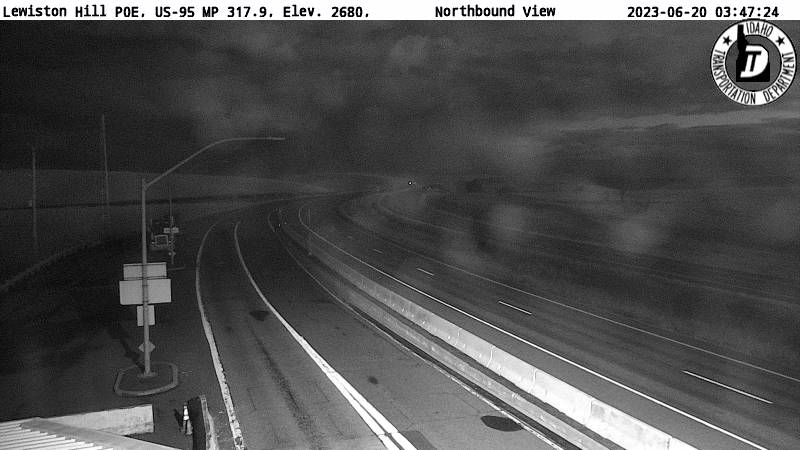 Lewiston Hill POE, US-95 MP 317.9, Elev. 2680, Northbound View 2023-06-20 03:47:24
IDAHO
TRANSPORTATION DEPARTMENT